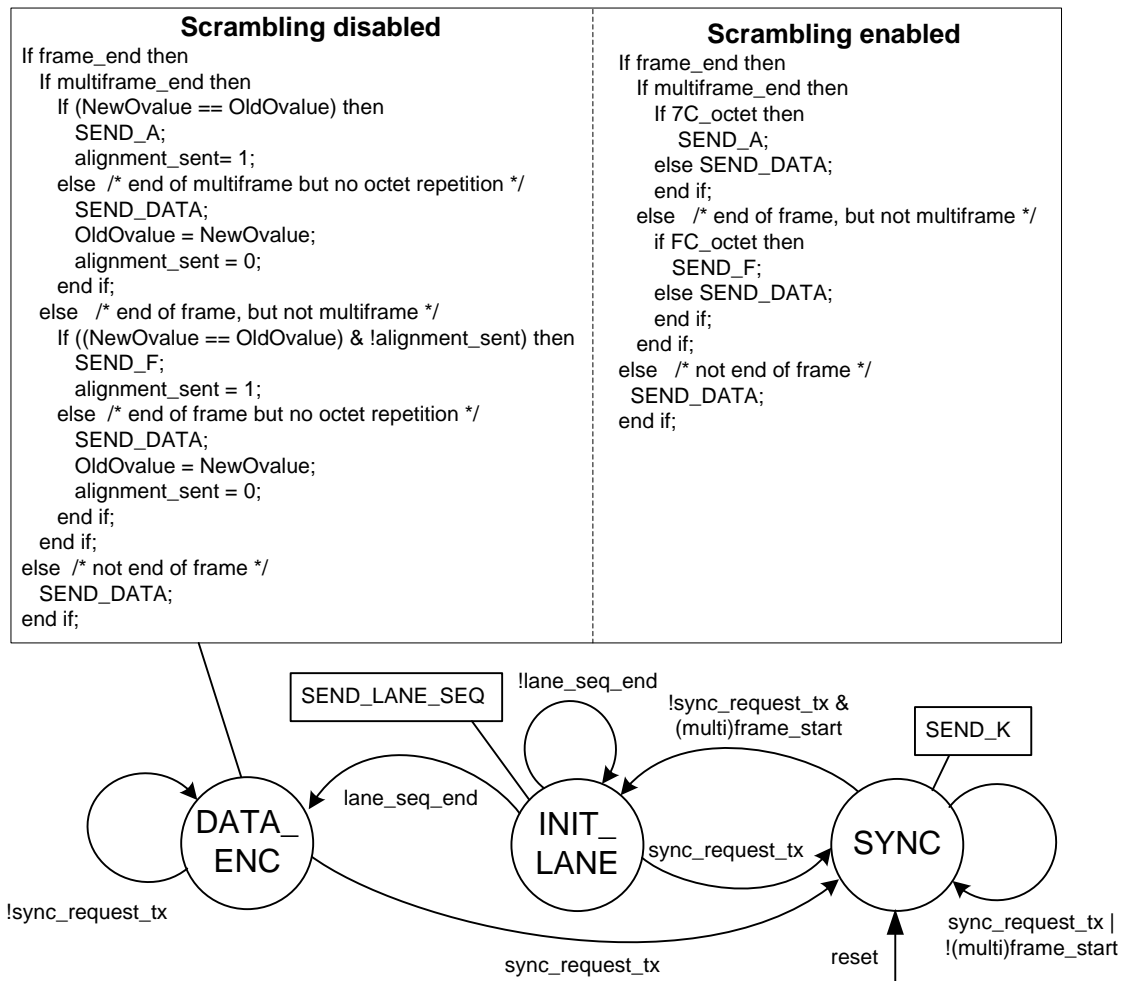 Scrambling disabled
If frame_end then
If multiframe_end then
If (NewOvalue == OldOvalue) then
SEND_A;
alignment_sent= 1;
else /* end of multiframe but no octet repetition */
SEND_DATA;
OldOvalue = NewOvalue;
alignment_sent = 0;
end if;
else /* end of frame, but not multiframe */
If ((NewOvalue == OldOvalue) & !alignment_sent) then
SEND_F;
alignment_sent = 1;
else /* end of frame but no octet repetition */
SEND_DATA;
OldOvalue = NewOvalue;
alignment_sent = 0;
end if;
end if;
else /* not end of frame */
SEND_DATA;
end if;
Scrambling enabled
If frame_end then
If multiframe_end then
If 7C_octet then
SEND_A;
else SEND_DATA;
end if;
else /* end of frame, but not multiframe */
if FC_octet then
SEND_F;
else SEND_DATA;
end if;
end if;
else /* not end of frame */
SEND_DATA;
end if;
SEND_LANE_SEQ
!lane_seq_end
!sync_request_tx &
(multi)frame_start
SEND_K
lane_seq_end
DATA_
ENC
INIT_
LANE
sync_request_tx
SYNC
!sync_request_tx
sync_request_tx
reset
sync_request_tx |
!(multi)frame_start